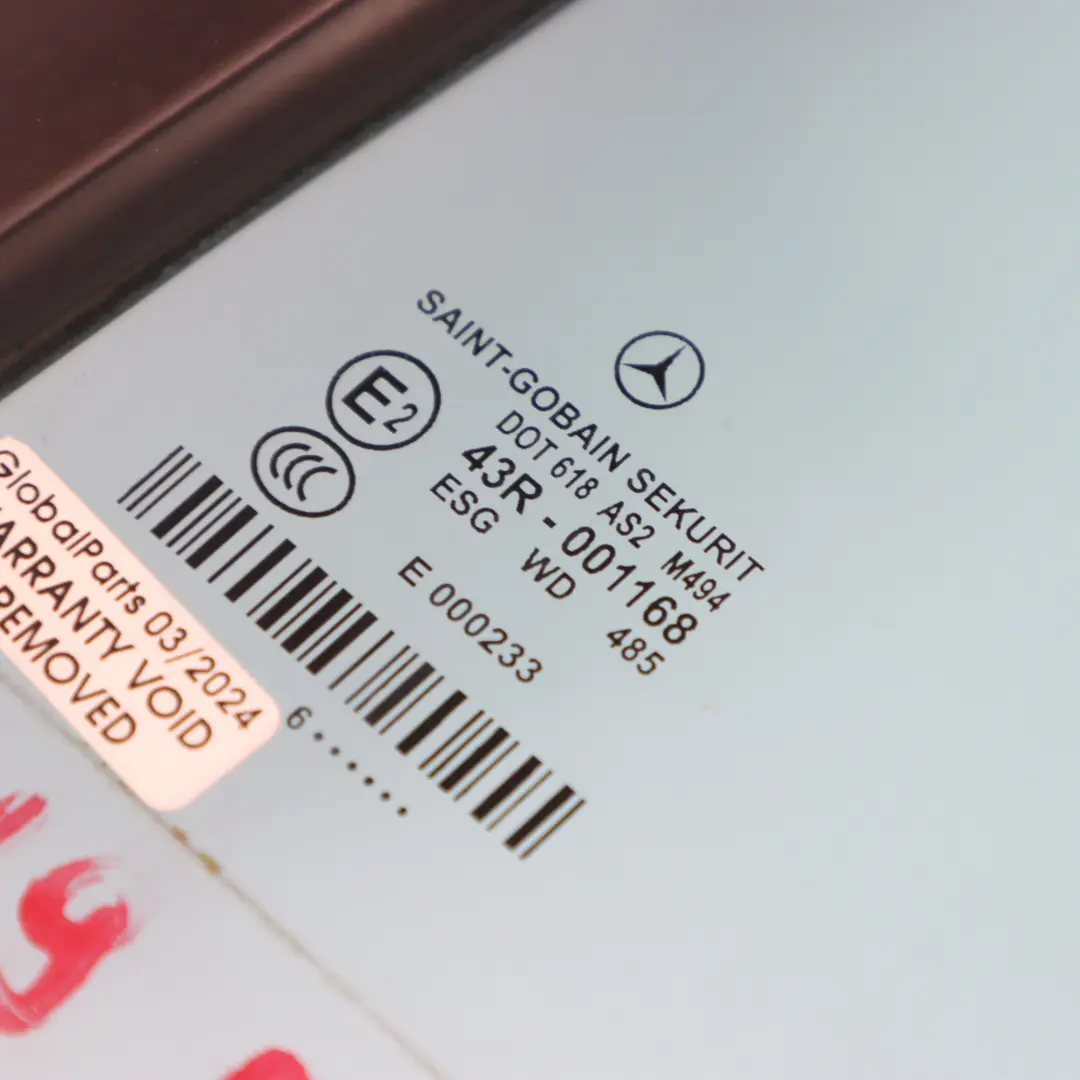 SAINT-GOBAIN SEKURIT
DOT 618 AS2 M494
43R - 001168
ESG WD 485
E2
E 000233
6 ......
GlobalParts 03/2024
WARRANTY VOID
REMOVED